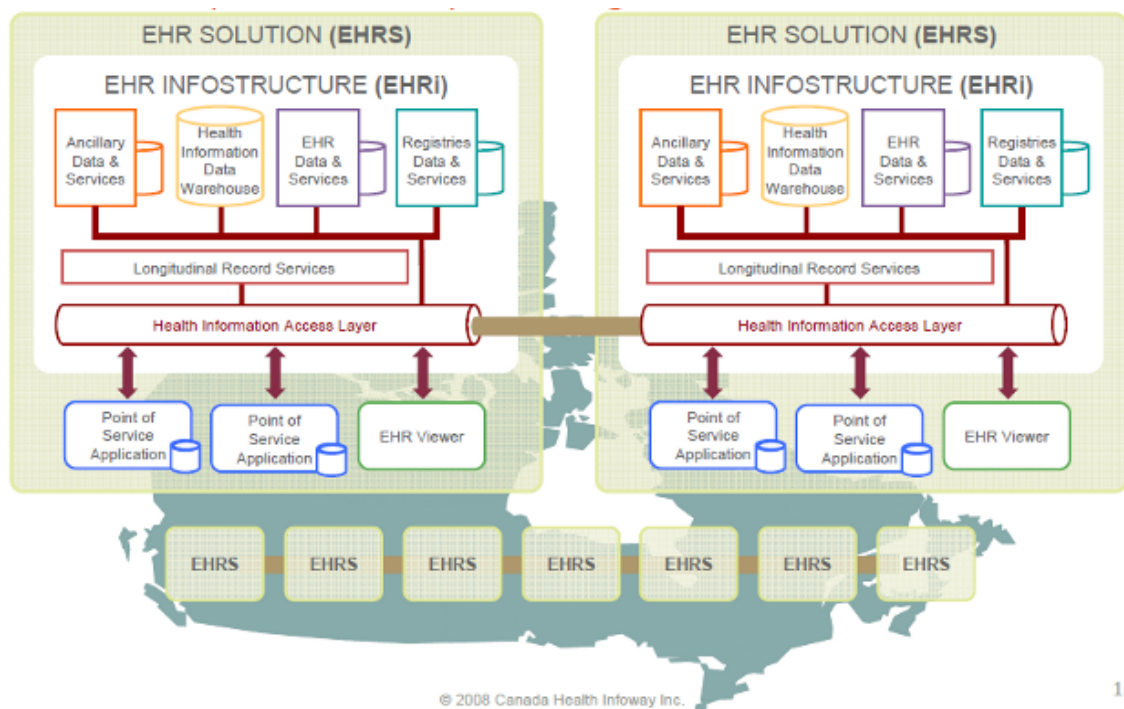 EHR SOLUTION (EHRS)
EHR INFOSTRUCTURE (EHRi)
Ancillary
Data &
Services
Health
Information
Data
Warehouse
EHR
Data &
Services
Registries
Data &
Services
Longitudinal Record Services
Health Information Access Layer
Point of
Service
Application
Point of
Service
Application
EHR Viewer
EHR SOLUTION (EHRS)
EHR INFOSTRUCTURE (EHRi)
Ancillary
Data &
Services
Health
Information
Data
Warehouse
EHR
Data &
Services
Registries
Data &
Services
Longitudinal Record Services
Health Information Access Layer
Point of
Service
Application
Point of
Service
Application
EHR Viewer
EHRS
EHRS
EHRS
EHRS
EHRS
EHRS
EHRS
© 2008 Canada Health Infoway Inc.
1